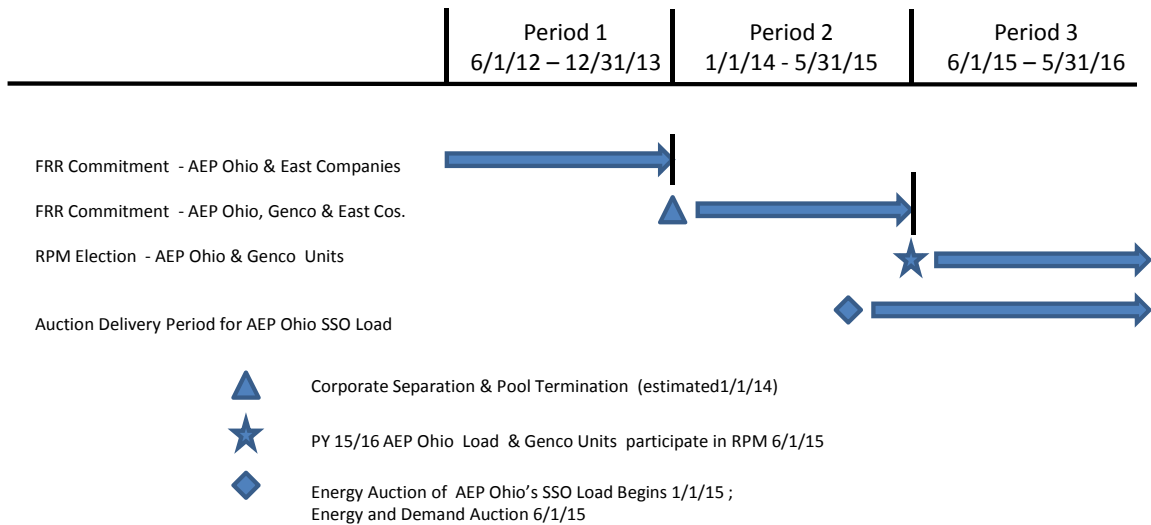 Period 1
6/1/12 – 12/31/13
Period 2
1/1/14 - 5/31/15
Period 3
6/1/15 – 5/31/16
FRR Commitment - AEP Ohio & East Companies
FRR Commitment - AEP Ohio, Genco & East Cos.
RPM Election - AEP Ohio & Genco Units
Auction Delivery Period for AEP Ohio SSO Load
Corporate Separation & Pool Termination (estimated1/1/14)
PY 15/16 AEP Ohio Load & Genco Units participate in RPM 6/1/15
Energy Auction of AEP Ohio's SSO Load Begins 1/1/15 ;
Energy and Demand Auction 6/1/15